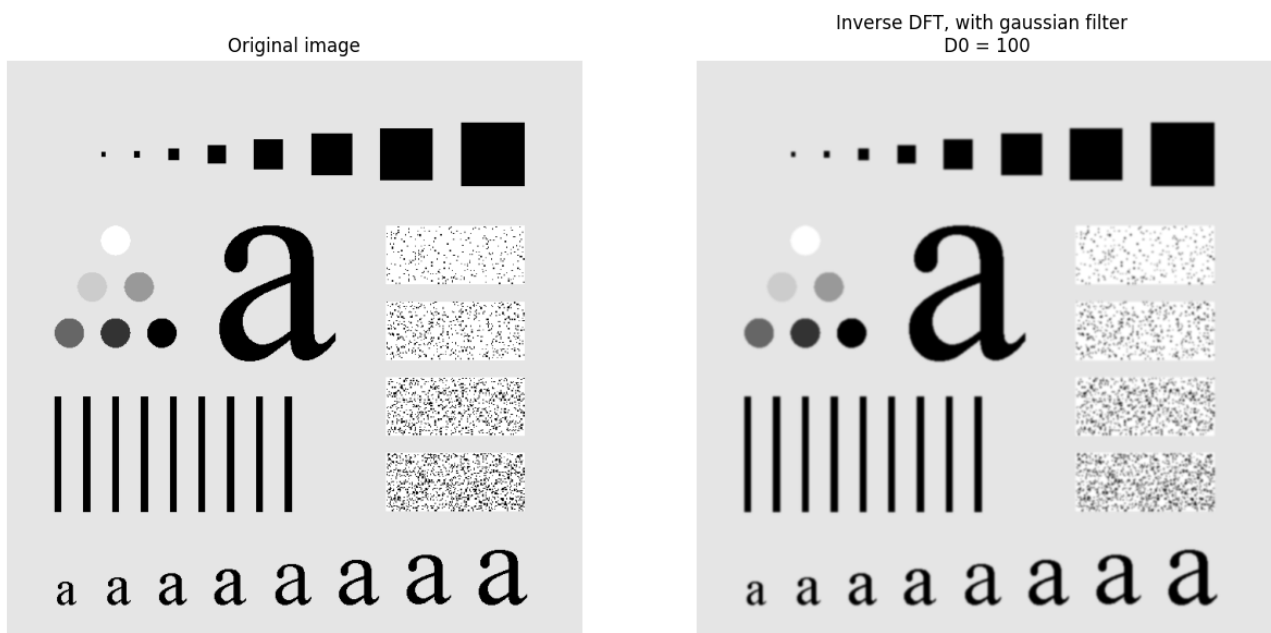 Original image
Inverse DFT, with gaussian filter
D0 = 100
a
a
a a a a a a a a
a a a a a a a a